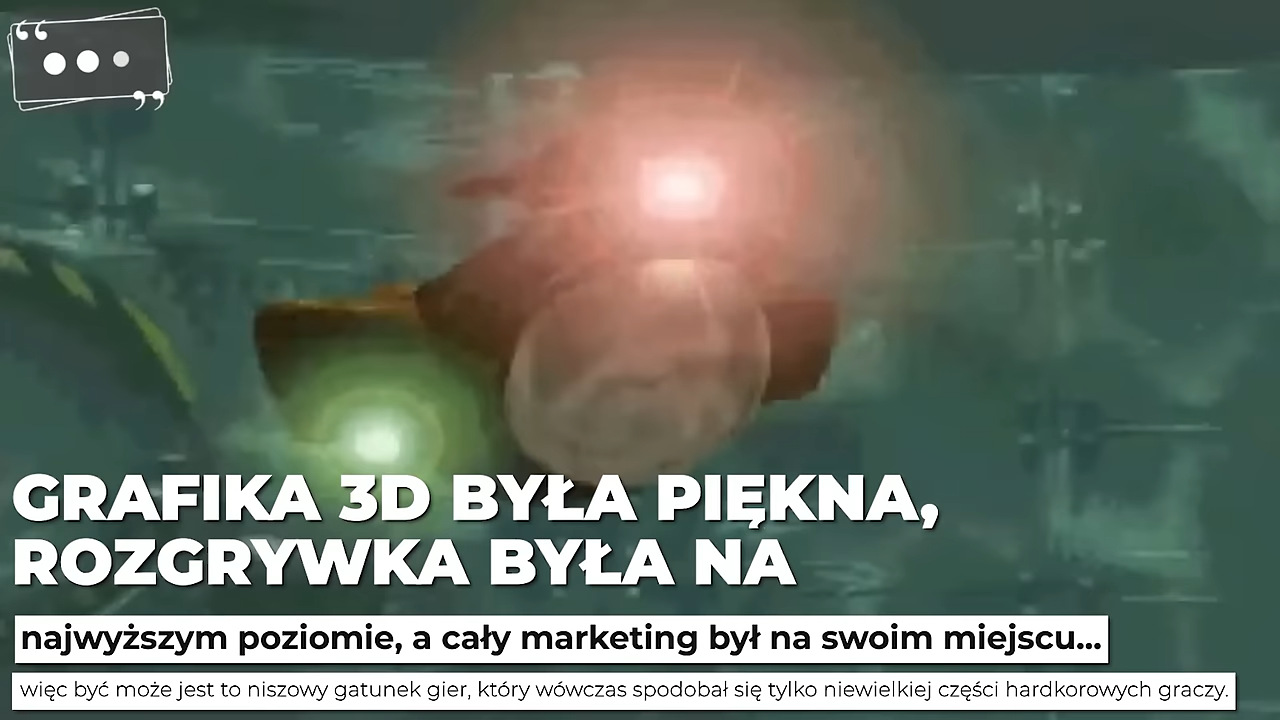 GRAFIKA 3D BYŁA PIĘKNA,
ROZGRYWKA BYŁA NA
najwyższym poziomie, a cały marketing był na swoim miejscu...
więc być może jest to niszowy gatunek gier, który wówczas spodobał się tylko niewielkiej części hardkorowych graczy.